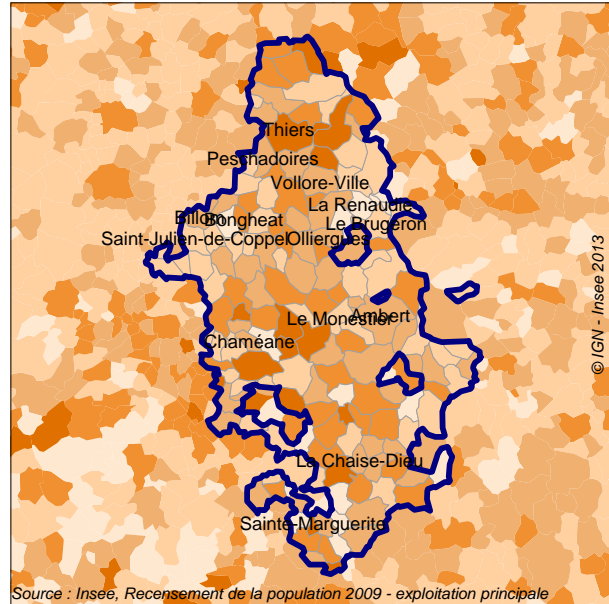 Thiers
Peschadoires
Vollore-Ville
La Renaudie
Billom
Bongheat
Le Brugeron
Saint-Julien-de-Coppel
Olliergues
Le Monestier
Ambert
Chaméane
La Chaise-Dieu
Sainte-Marguerite
© IGN - Insee 2013
Source : Insee, Recensement de la population 2009 - exploitation principale